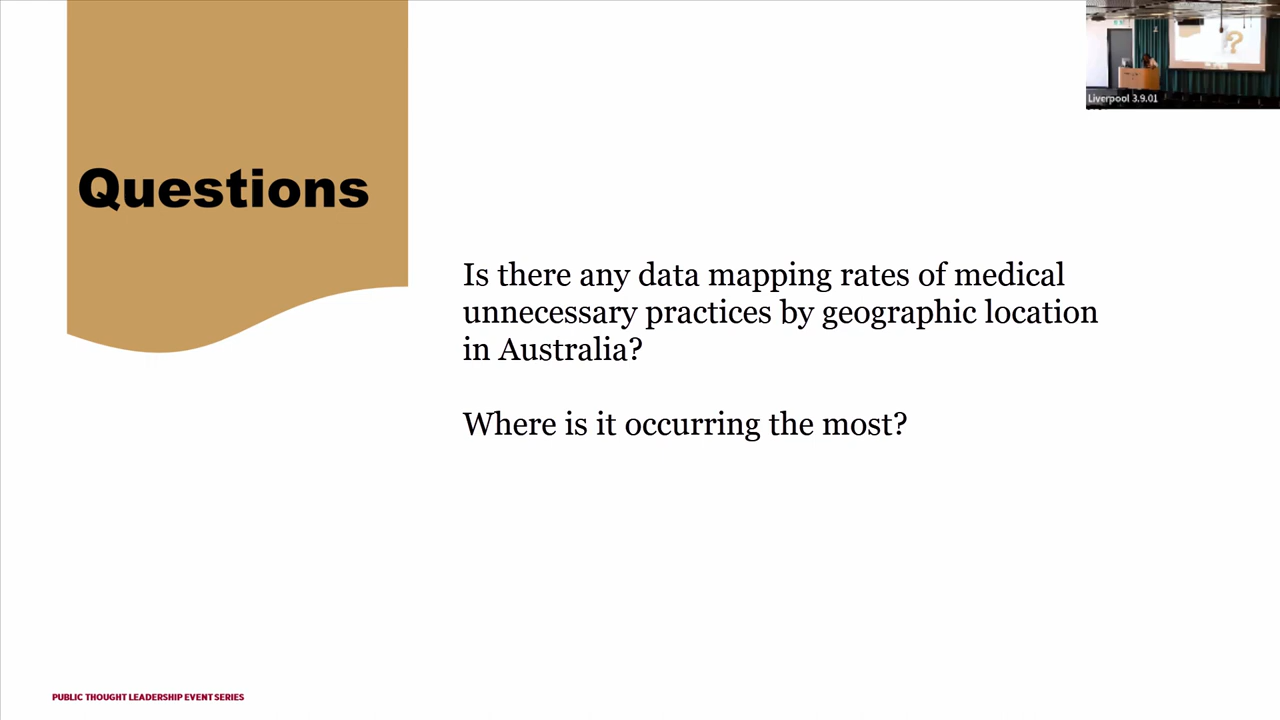 Liverpool 3.9.01
Questions
Is there any data mapping rates of medical
unnecessary practices by geographic location
in Australia?
Where is it occurring the most?
PUBLIC THOUGHT LEADERSHIP EVENT SERIES